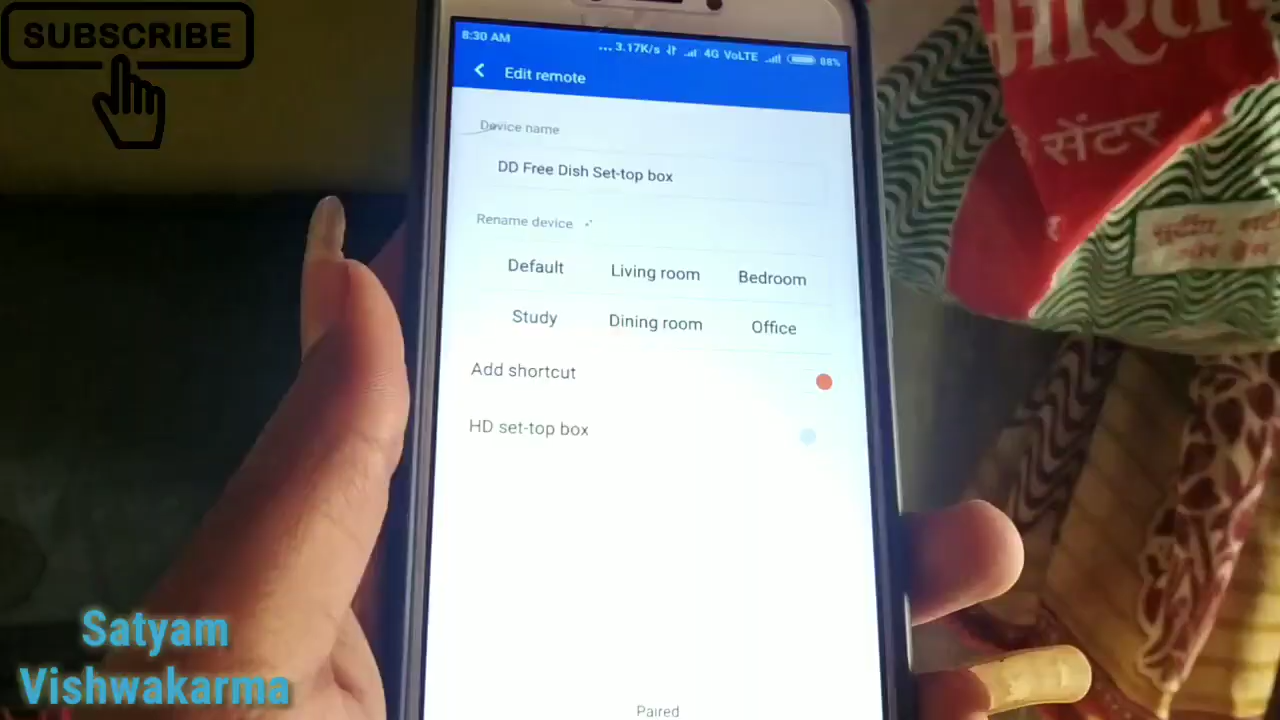 SUBSCRIBE
8:30 AM
... 3.17K/s 4G VoLTE 88%
Edit remote
Device name
DD Free Dish Set-top box
Rename device
Default Living room Bedroom
Study Dining room Office
Add shortcut
HD set-top box
Paired
भारत
सेंटर
Satyam
Vishwakarma